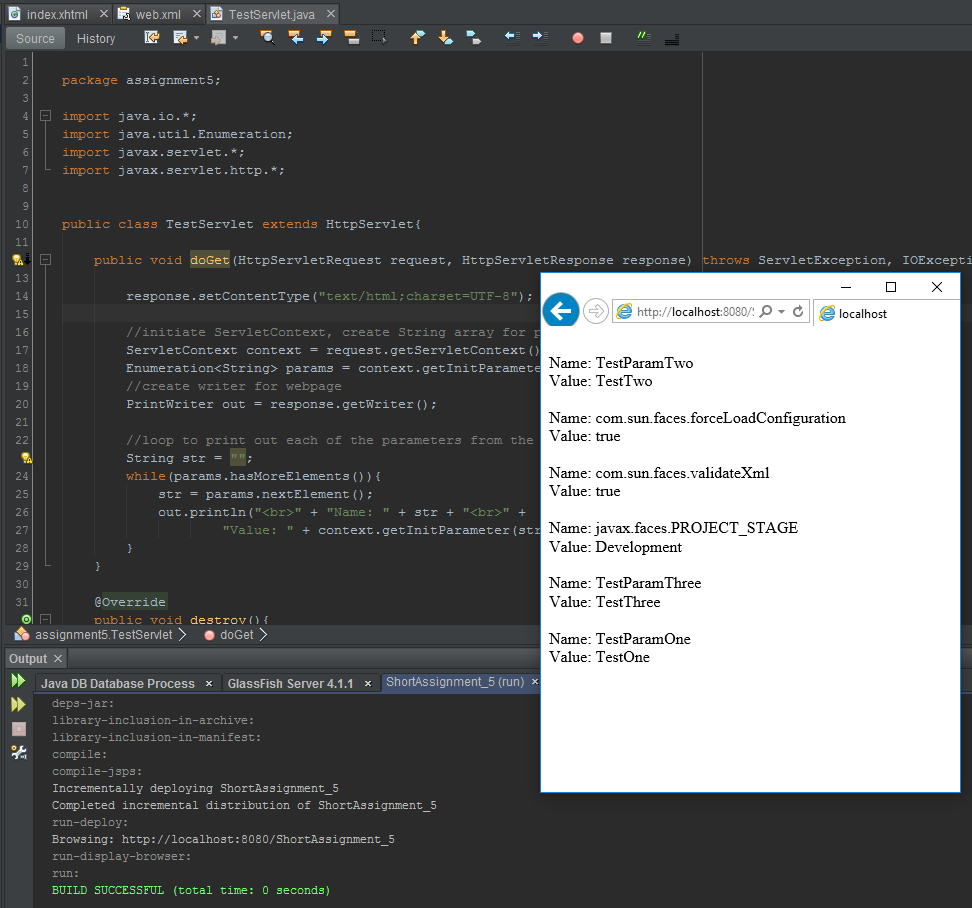 index.xhtml
web.xml
TestServlet.java
Source
History
1
2 package assignment5;
3
4 import java.io.*;
5 import java.util.Enumeration;
6 import javax.servlet.*;
7 import javax.servlet.http.*;
8
9
10 public class TestServlet extends HttpServlet{
11
public void doGet(HttpServletRequest request, HttpServletResponse response) throws ServletException, IOExcepti
13
14 response.setContentType("text/html;charset=UTF-8");
15
16 //initiate ServletContext, create String array for p
17 ServletContext context = request.getServletContext()
18 Enumeration<String> params = context.getInitParamete
19 //create writer for webpage
20 PrintWriter out = response.getWriter();
21
22 //loop to print out each of the parameters from the
String str = "";
24 while(params.hasMoreElements()){
25 str = params.nextElement();
26 out.println("<br>" + "Name: " + str + "<br>" +
27 "Value: " + context.getInitParameter(str
28 }
29 }
30
31 @Override
public void destroy(){
assignment5.TestServlet
doGet
http://localhost:8080/
localhost
Name: TestParamTwo
Value: TestTwo
Name: com.sun.faces.forceLoadConfiguration
Value: true
Name: com.sun.faces.validateXml
Value: true
Name: javax.faces.PROJECT_STAGE
Value: Development
Name: TestParamThree
Value: TestThree
Name: TestParamOne
Value: TestOne
Output
Java DB Database Process
GlassFish Server 4.1.1
ShortAssignment_5 (run)
deps-jar:
library-inclusion-in-archive:
library-inclusion-in-manifest:
compile:
compile-jsps:
Incrementally deploying ShortAssignment_5
Completed incremental distribution of ShortAssignment_5
run-deploy:
Browsing: http://localhost:8080/ShortAssignment_5
run-display-browser:
run:
BUILD SUCCESSFUL (total time: 0 seconds)